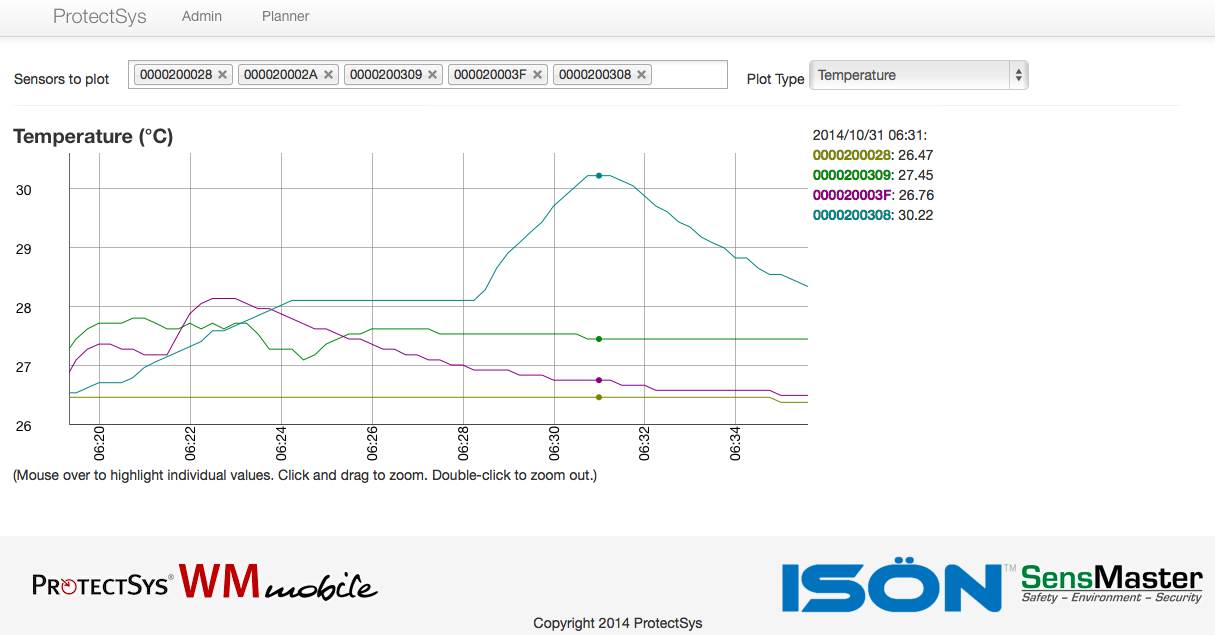 ProtectSys Admin Planner
Sensors to plot 0000200028 × 000020002A × 0000200309 × 000020003F × 0000200308 × Plot Type Temperature
Temperature (°C)
2014/10/31 06:31:
0000200028: 26.47
0000200309: 27.45
000020003F: 26.76
0000200308: 30.22
30
29
28
27
26
06:20 06:22 06:24 06:26 06:28 06:30 06:32 06:34
(Mouse over to highlight individual values. Click and drag to zoom. Double-click to zoom out.)
PROTECTSYS® WM mobile ISÖN™ SensMaster
Safety – Environment – Security
Copyright 2014 ProtectSys